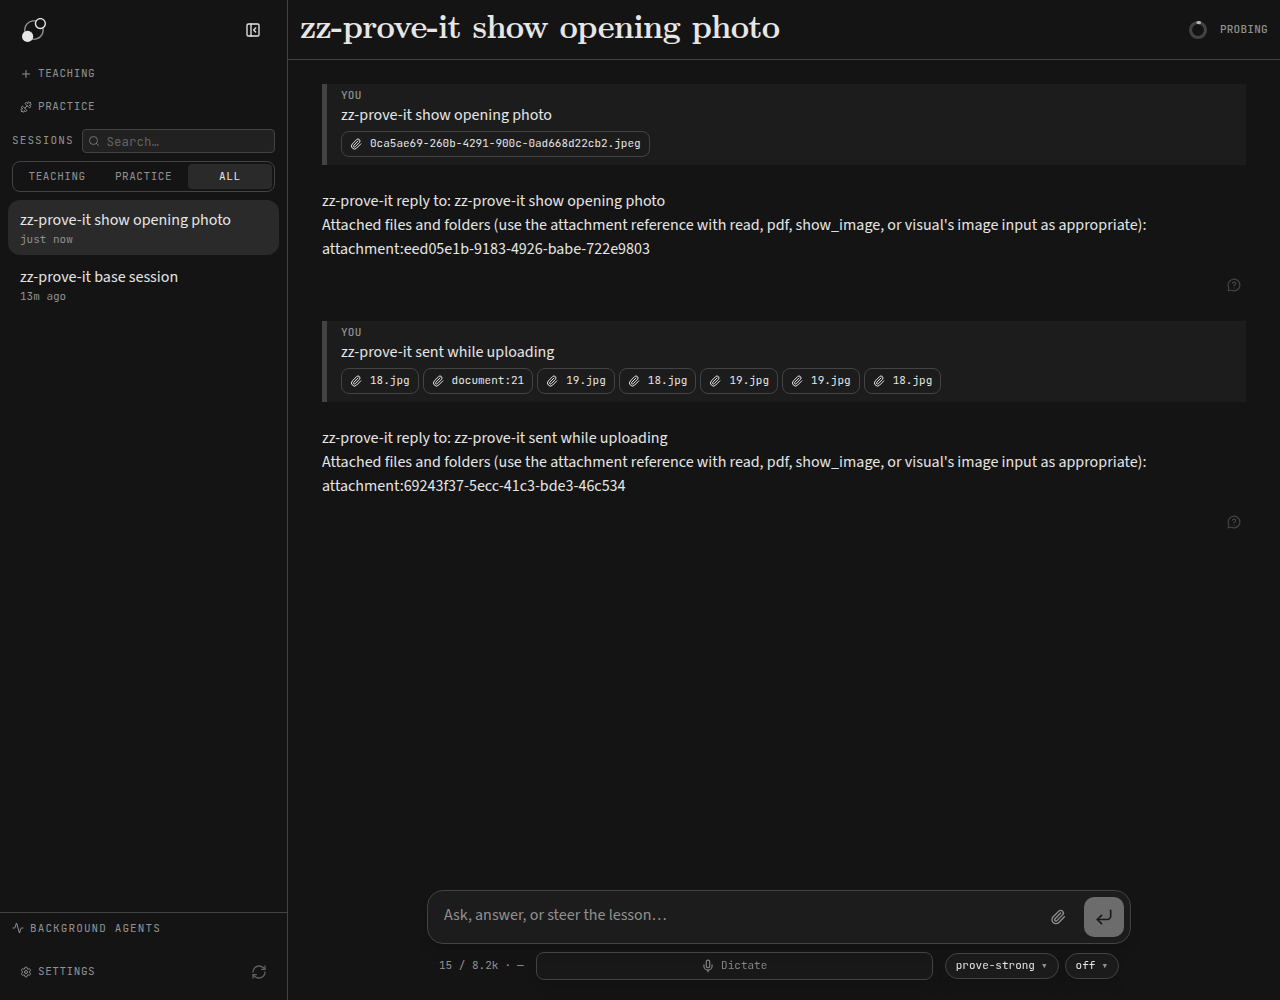 zz-prove-it show opening photo
PROBING
TEACHING
PRACTICE
SESSIONS
Search…
TEACHING PRACTICE ALL
zz-prove-it show opening photo
just now
zz-prove-it base session
13m ago
BACKGROUND AGENTS
SETTINGS
YOU
zz-prove-it show opening photo
0ca5ae69-260b-4291-900c-0ad668d22cb2.jpeg
zz-prove-it reply to: zz-prove-it show opening photo
Attached files and folders (use the attachment reference with read, pdf, show_image, or visual's image input as appropriate):
attachment:eed05e1b-9183-4926-babe-722e9803
YOU
zz-prove-it sent while uploading
18.jpg document:21 19.jpg 18.jpg 19.jpg 19.jpg 18.jpg
zz-prove-it reply to: zz-prove-it sent while uploading
Attached files and folders (use the attachment reference with read, pdf, show_image, or visual's image input as appropriate):
attachment:69243f37-5ecc-41c3-bde3-46c534
Ask, answer, or steer the lesson…
15 / 8.2k · — Dictate prove-strong off